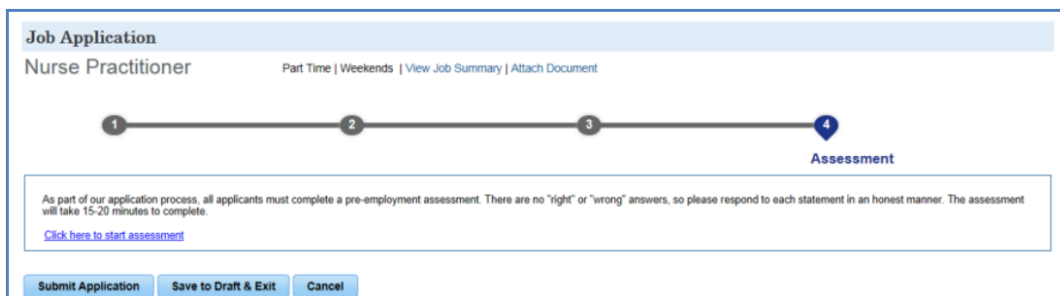 Job Application
Nurse Practitioner Part Time | Weekends | View Job Summary | Attach Document
1 2 3 4
Assessment
As part of our application process, all applicants must complete a pre-employment assessment. There are no "right" or "wrong" answers, so please respond to each statement in an honest manner. The assessment
will take 15-20 minutes to complete.
Click here to start assessment
Submit Application Save to Draft & Exit Cancel